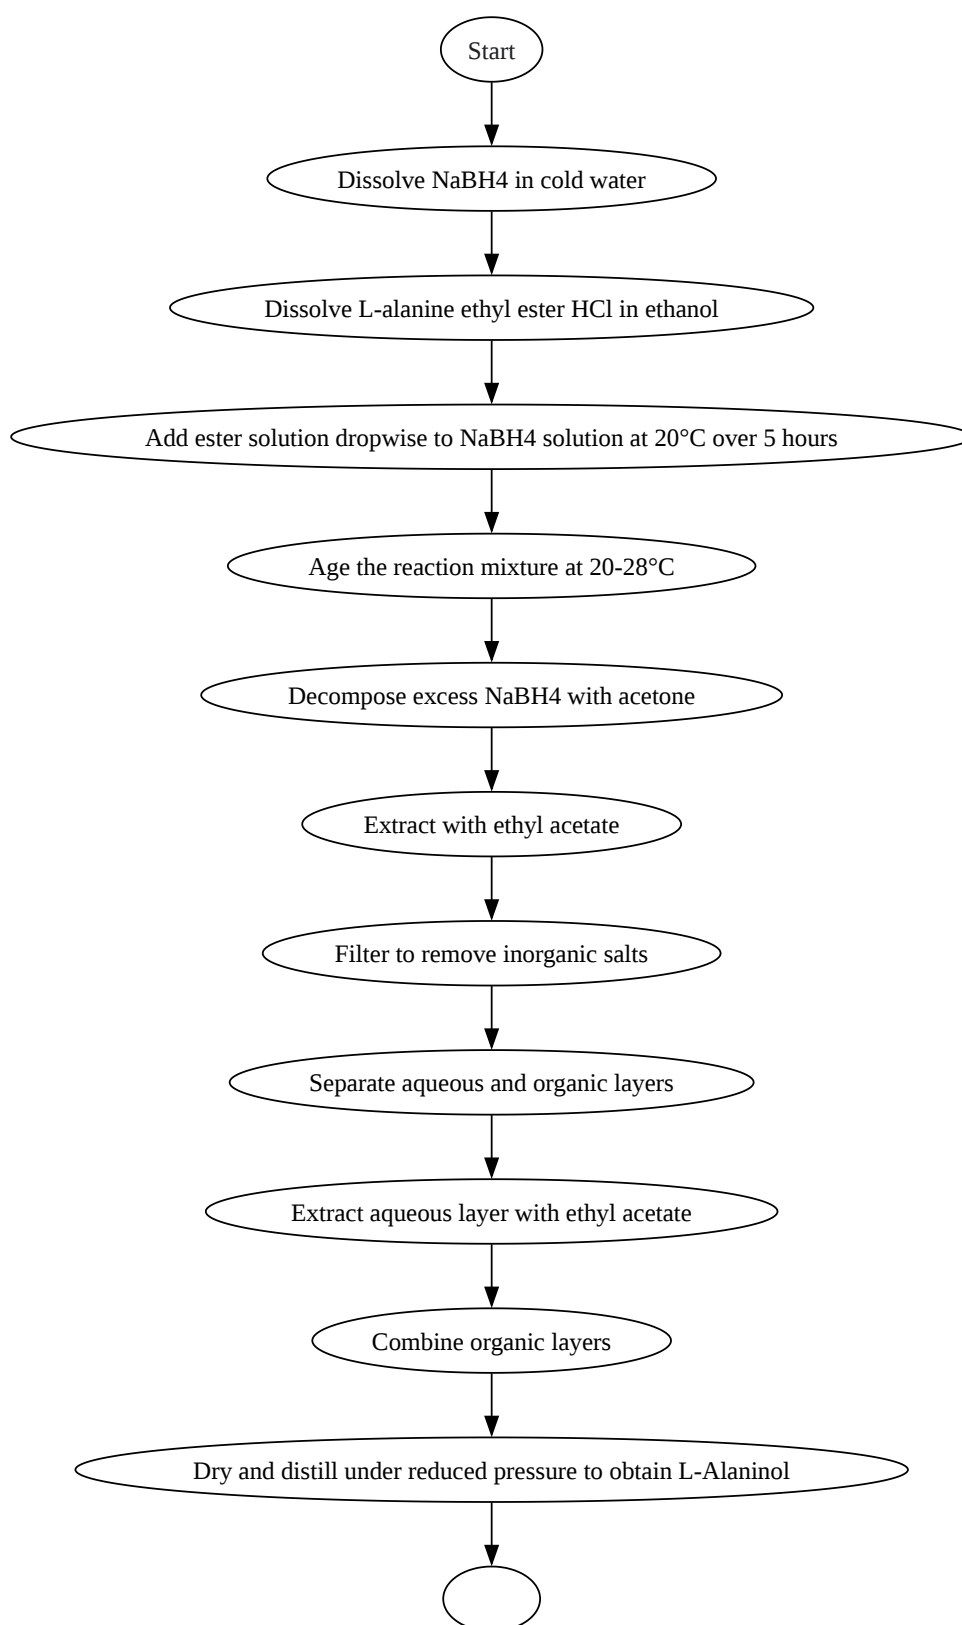 Start
Dissolve NaBH4 in cold water
Dissolve L-alanine ethyl ester HCl in ethanol
Add ester solution dropwise to NaBH4 solution at 20°C over 5 hours
Age the reaction mixture at 20-28°C
Decompose excess NaBH4 with acetone
Extract with ethyl acetate
Filter to remove inorganic salts
Separate aqueous and organic layers
Extract aqueous layer with ethyl acetate
Combine organic layers
Dry and distill under reduced pressure to obtain L-Alaninol